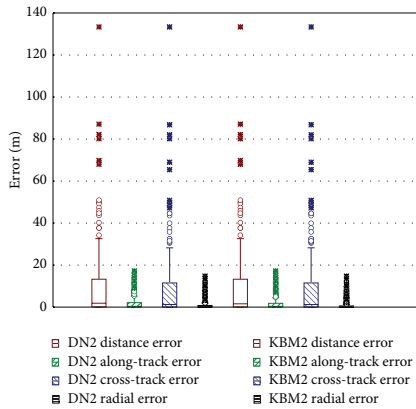 140
120
100
80
60
40
20
0
Error (m)
DN2 distance error
DN2 along-track error
DN2 cross-track error
DN2 radial error
KBM2 distance error
KBM2 along-track error
KBM2 cross-track error
KBM2 radial error